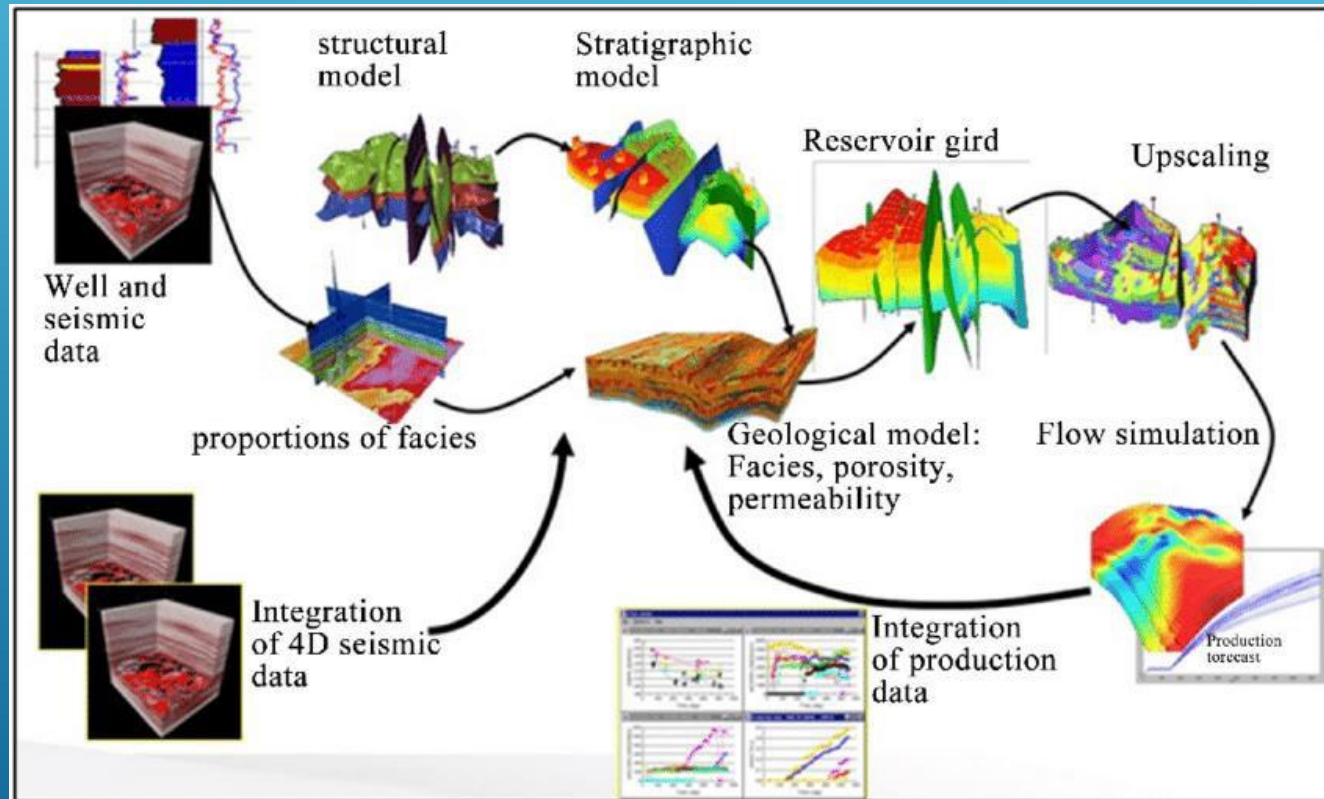 structural
model
Stratigraphic
model
Reservoir gird
Upscaling
Well and
seismic
data
proportions of facies
Geological model:
Facies, porosity,
permeability
Flow simulation
Integration
of 4D seismic
data
Integration
of production
data
Production
torecast